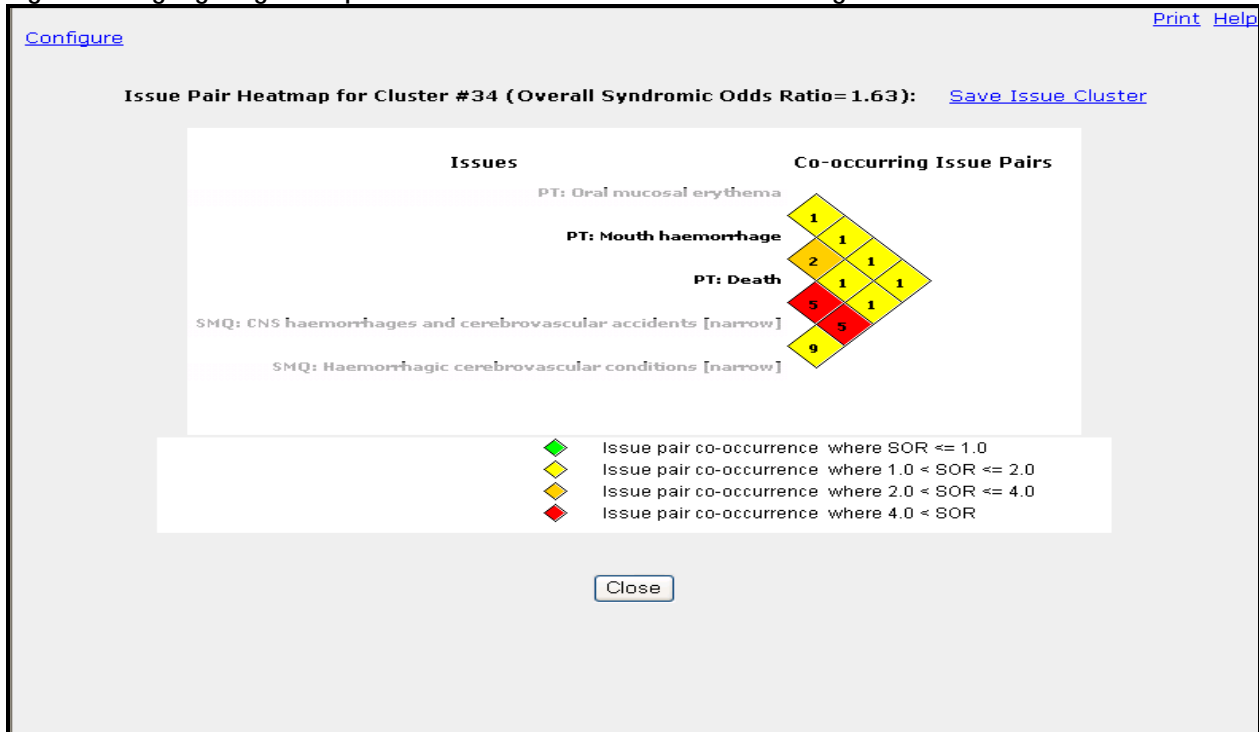 Print Help
Configure
Issue Pair Heatmap for Cluster #34 (Overall Syndromic Odds Ratio=1.63): Save Issue Cluster
Issues Co-occurring Issue Pairs
PT: Oral mucosal erythema
1
PT: Mouth haemorrhage 1
2 1
PT: Death 1 1
5 1
SMQ: CNS haemorrhages and cerebrovascular accidents [narrow] 5
9
SMQ: Haemorrhagic cerebrovascular conditions [narrow]
Issue pair co-occurrence where SOR <= 1.0
Issue pair co-occurrence where 1.0 < SOR <= 2.0
Issue pair co-occurrence where 2.0 < SOR <= 4.0
Issue pair co-occurrence where 4.0 < SOR
Close